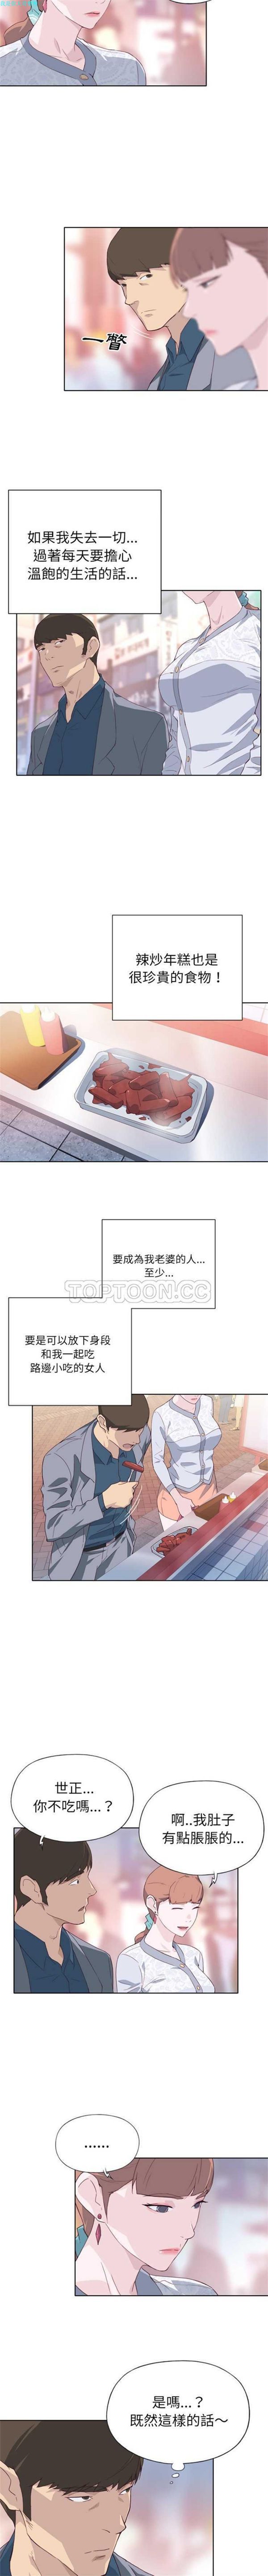 一瞥
如果我失去一切...
過著每天要擔心
溫飽的生活的話...
辣炒年糕也是
很珍貴的食物！
要成為我老婆的人...
至少...
TOPTOON.CC
要是可以放下身段
和我一起吃
路邊小吃的女人
世正...
你不吃嗎...？
啊..我肚子
有點脹脹的...
......
是嗎...？
既然這樣的話～